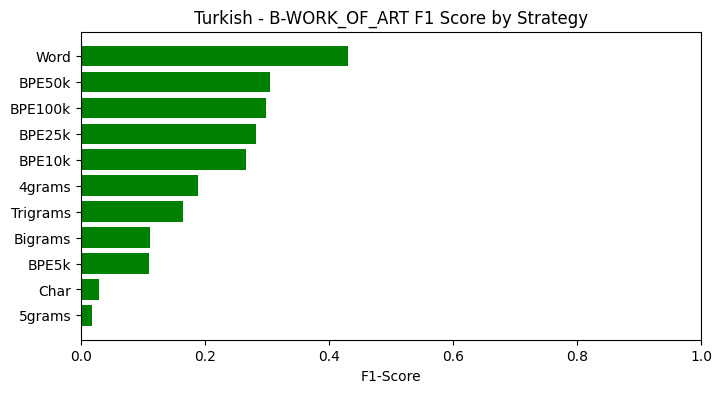 Turkish - B-WORK_OF_ART F1 Score by Strategy
Word
BPE50k
BPE100k
BPE25k
BPE10k
4grams
Trigrams
Bigrams
BPE5k
Char
5grams
0.0 0.2 0.4 0.6 0.8 1.0
F1-Score